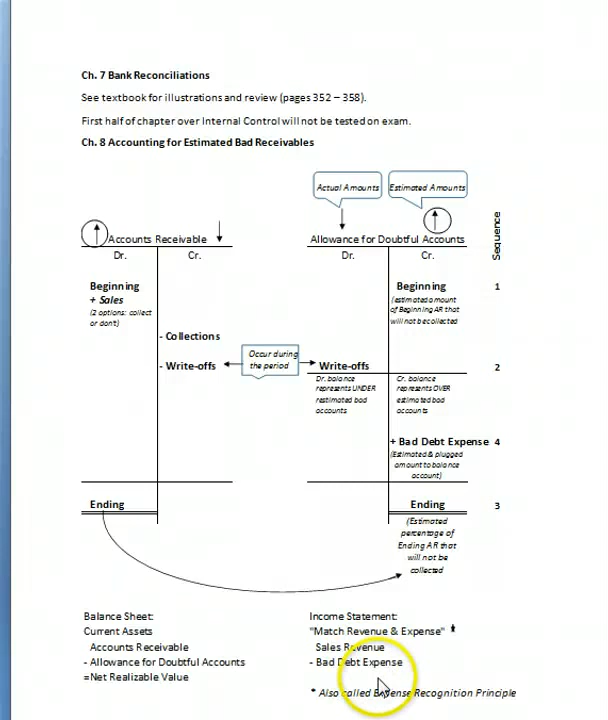 Ch. 7 Bank Reconciliations
See textbook for illustrations and review (pages 352 – 358).
First half of chapter over Internal Control will not be tested on exam.
Ch. 8 Accounting for Estimated Bad Receivables
Actual Amounts
Estimated Amounts
Accounts Receivable
Allowance for Doubtful Accounts
Sequence
Dr.
Cr.
Dr.
Cr.
Beginning
+ Sales
(2 options: collect
or don't)
Beginning
1
(estimated amount
of Beginning AR that
will not be collected
- Collections
- Write-offs
Occur during
the period
Write-offs
2
Dr. balance
represents UNDER
restimated bad
accounts
Cr. balance
represents OVER
estimated bad
accounts
+ Bad Debt Expense
4
(Estimated & plugged
amount to balance
account)
Ending
Ending
3
(Estimated
percentage of
Ending AR that
will not be
collected
Balance Sheet:
Current Assets
Accounts Receivable
- Allowance for Doubtful Accounts
=Net Realizable Value
Income Statement:
"Match Revenue & Expense" *
Sales Revenue
- Bad Debt Expense
* Also called Expense Recognition Principle